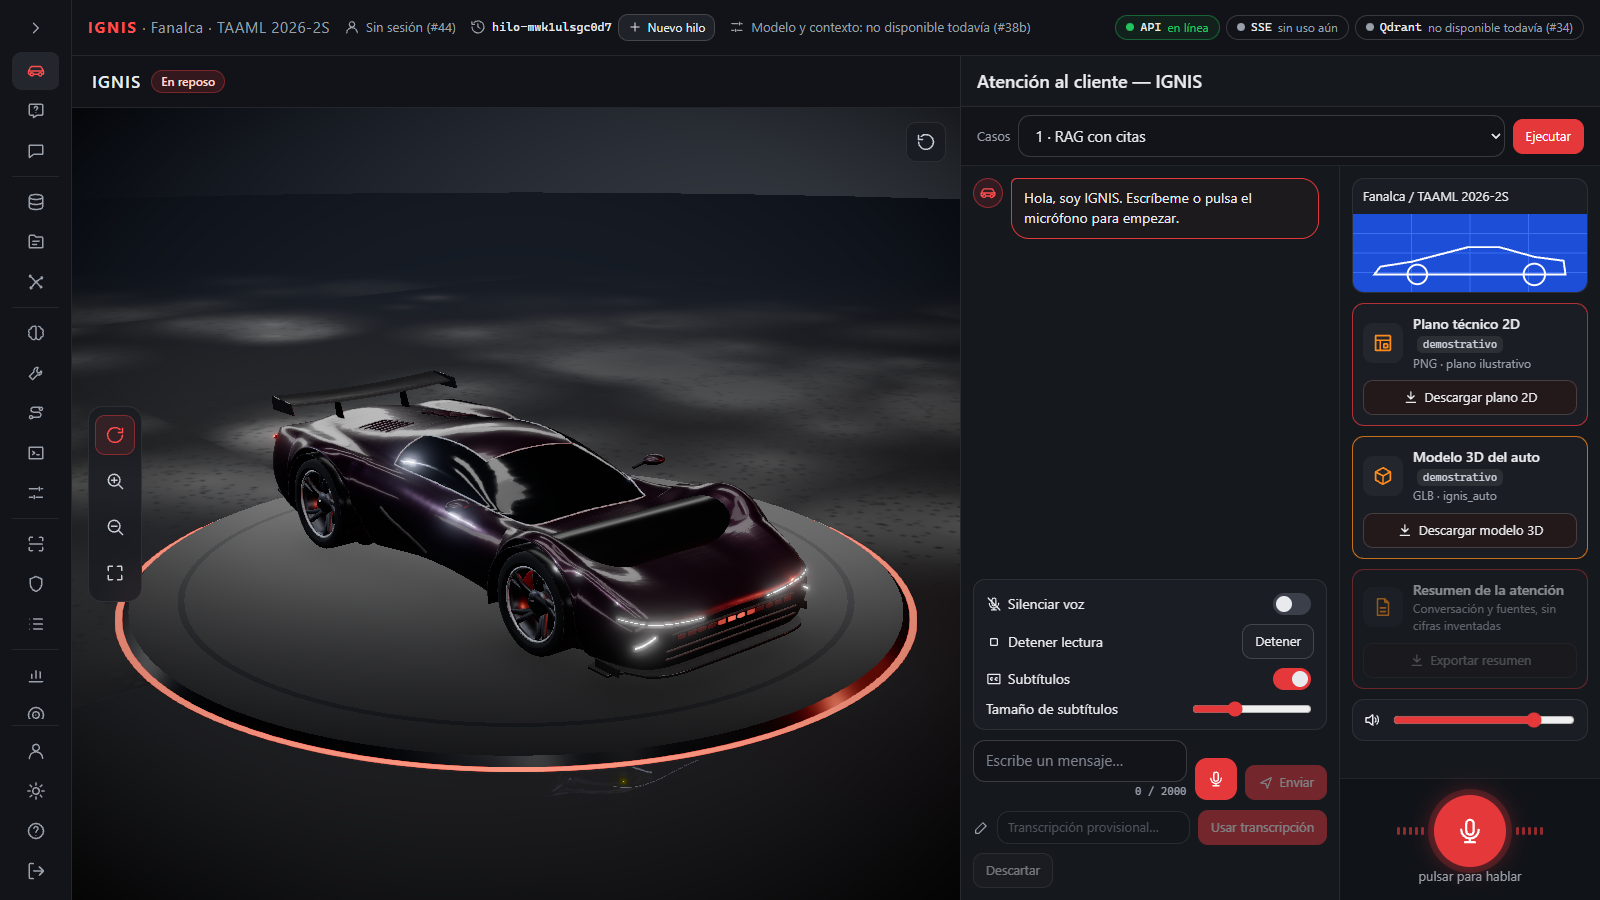 IGNIS · Fanalca · TAAML 2026-2S
Sin sesión (#44)
hilo-mwk1ulsgc0d7
Nuevo hilo
Modelo y contexto: no disponible todavía (#38b)
API en línea
SSE sin uso aún
Qdrant no disponible todavía (#34)
IGNIS
En reposo
Atención al cliente — IGNIS
Casos
1 · RAG con citas
Ejecutar
Hola, soy IGNIS. Escríbeme o pulsa el
micrófono para empezar.
Silenciar voz
Detener lectura
Detener
Subtítulos
Tamaño de subtítulos
Escribe un mensaje...
0 / 2000
Enviar
Transcripción provisional...
Usar transcripción
Descartar
Fanalca / TAAML 2026-2S
Plano técnico 2D
demostrativo
PNG · plano ilustrativo
Descargar plano 2D
Modelo 3D del auto
demostrativo
GLB · ignis_auto
Descargar modelo 3D
Resumen de la atención
Conversación y fuentes, sin
cifras inventadas
Exportar resumen
pulsar para hablar